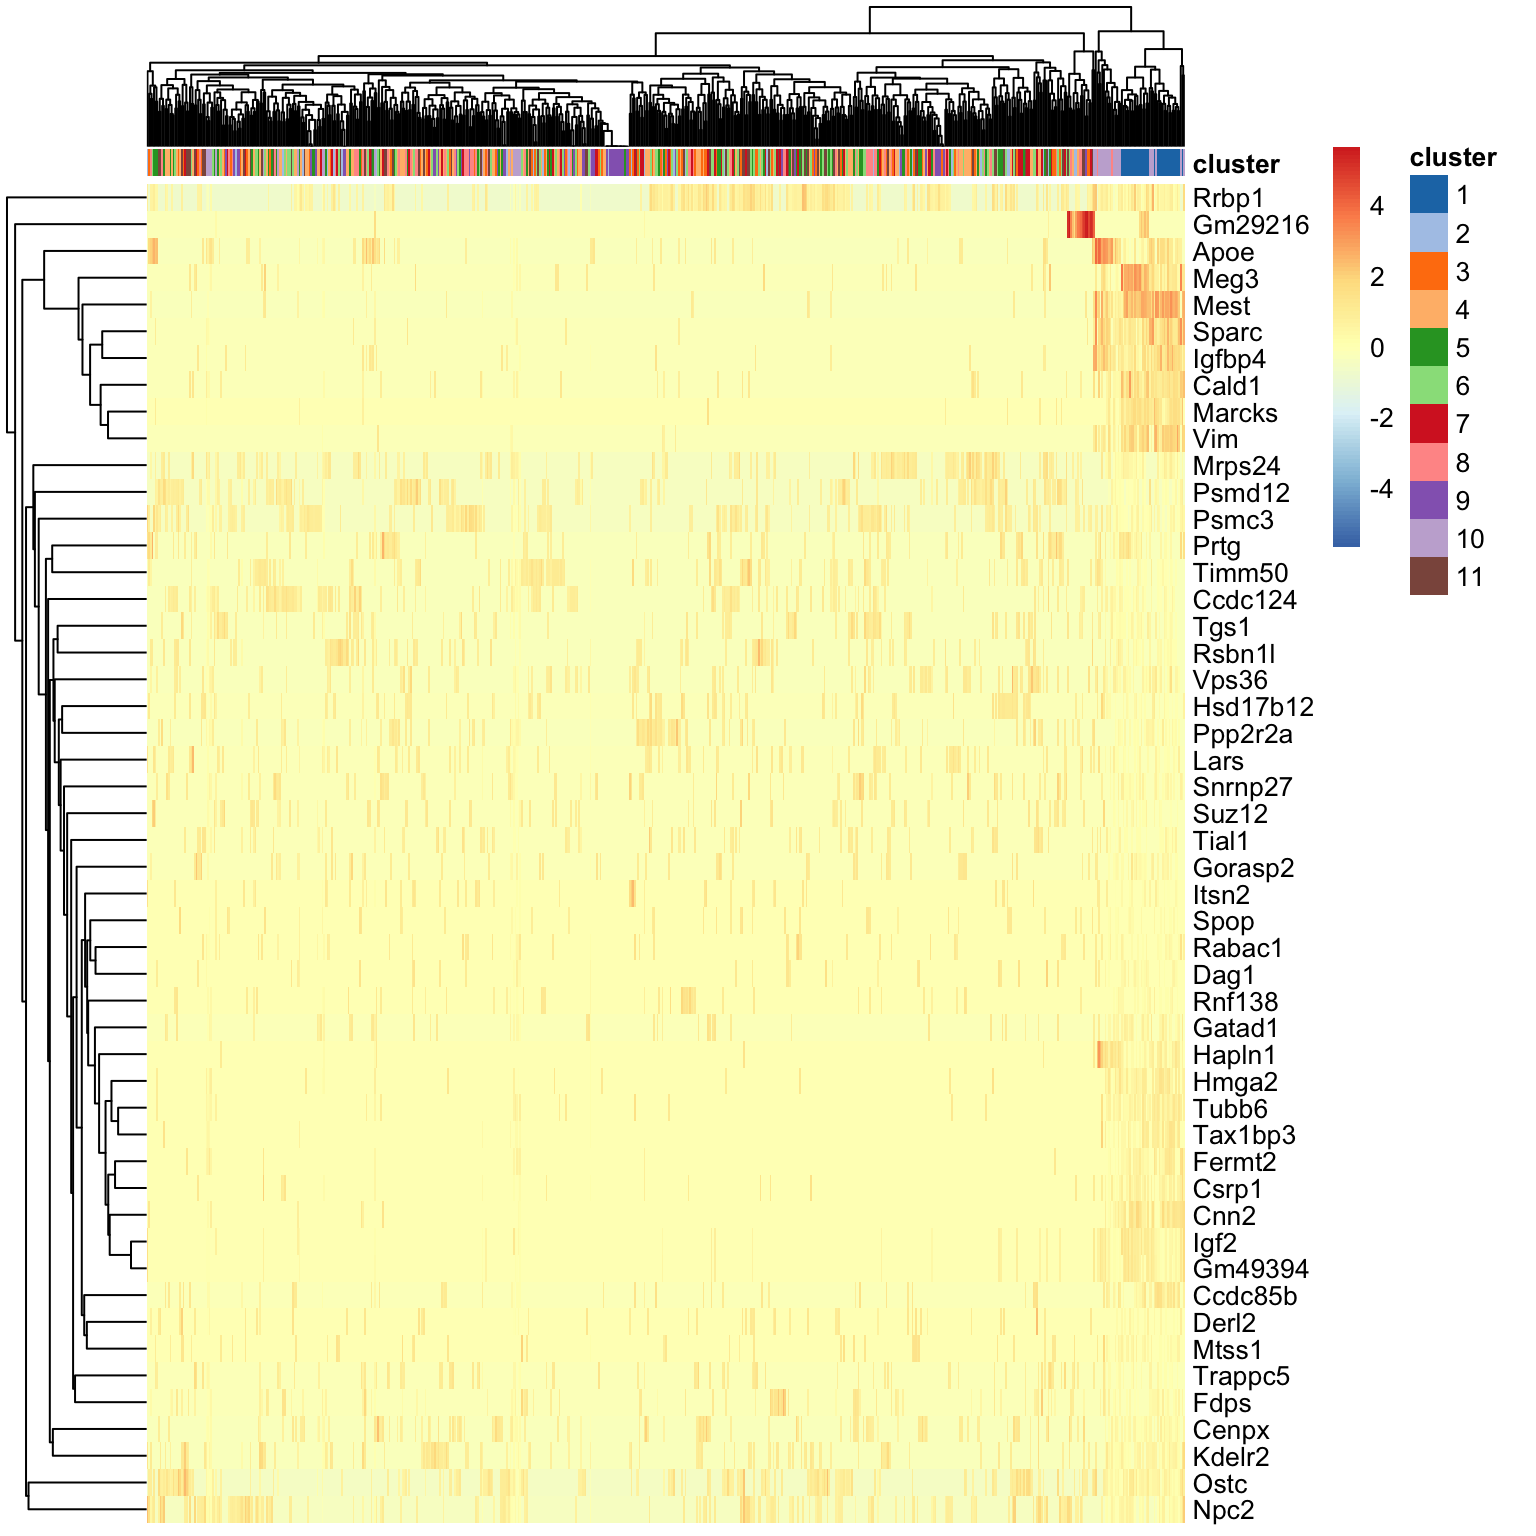 cluster
Rrbp1
Gm29216
Apoe
Meg3
Mest
Sparc
Igfbp4
Cald1
Marcks
Vim
Mrps24
Psmd12
Psmc3
Prtg
Timm50
Ccdc124
Tgs1
Rsbn1l
Vps36
Hsd17b12
Ppp2r2a
Lars
Snrnp27
Suz12
Tial1
Gorasp2
Itsn2
Spop
Rabac1
Dag1
Rnf138
Gatad1
Hapln1
Hmga2
Tubb6
Tax1bp3
Fermt2
Csrp1
Cnn2
Igf2
Gm49394
Ccdc85b
Derl2
Mtss1
Trappc5
Fdps
Cenpx
Kdelr2
Ostc
Npc2
4
2
0
-2
-4
cluster
1
2
3
4
5
6
7
8
9
10
11